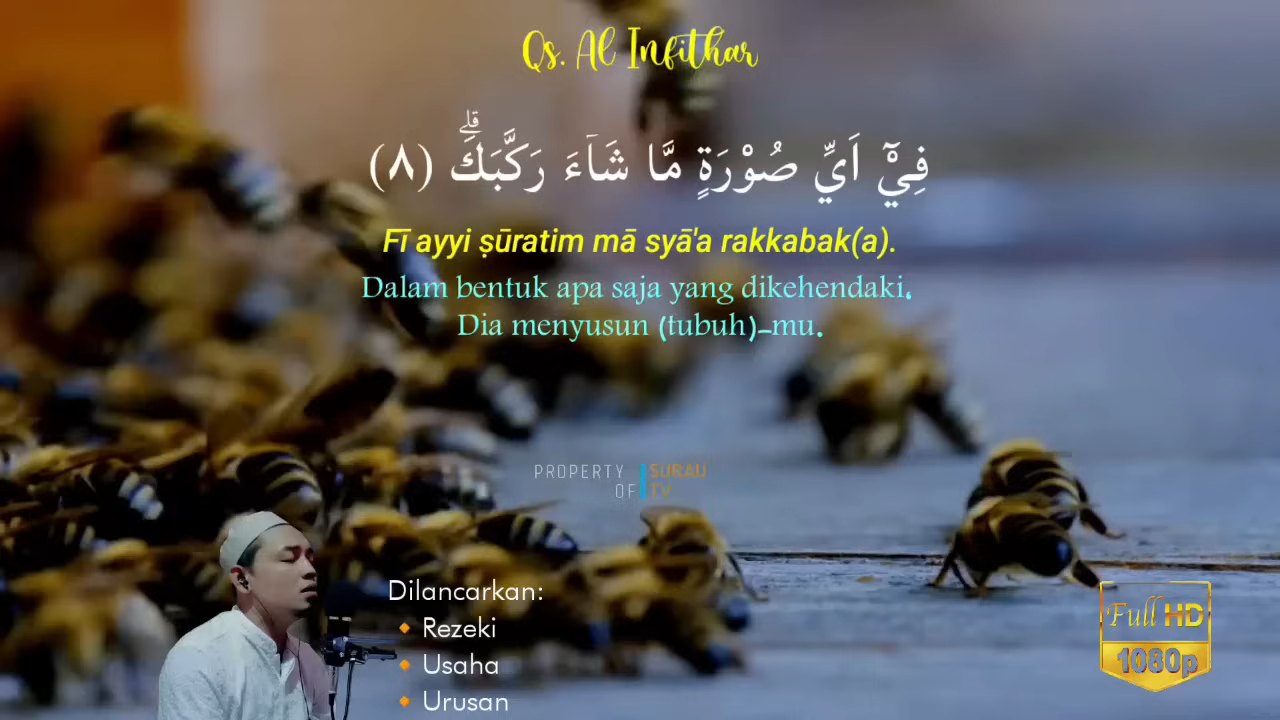 Qs. Al Infithar
فِيْٓ اَيِّ صُوْرَةٍ مَّا شَاۤءَ رَكَّبَكَۗ (٨)
Fī ayyi ṣūratim mā syā'a rakkabak(a).
Dalam bentuk apa saja yang dikehendaki,
Dia menyusun (tubuh)-mu.
PROPERTY OF SURAU TV
Dilancarkan:
🔸 Rezeki
🔸 Usaha
🔸 Urusan
Full HD
1080p